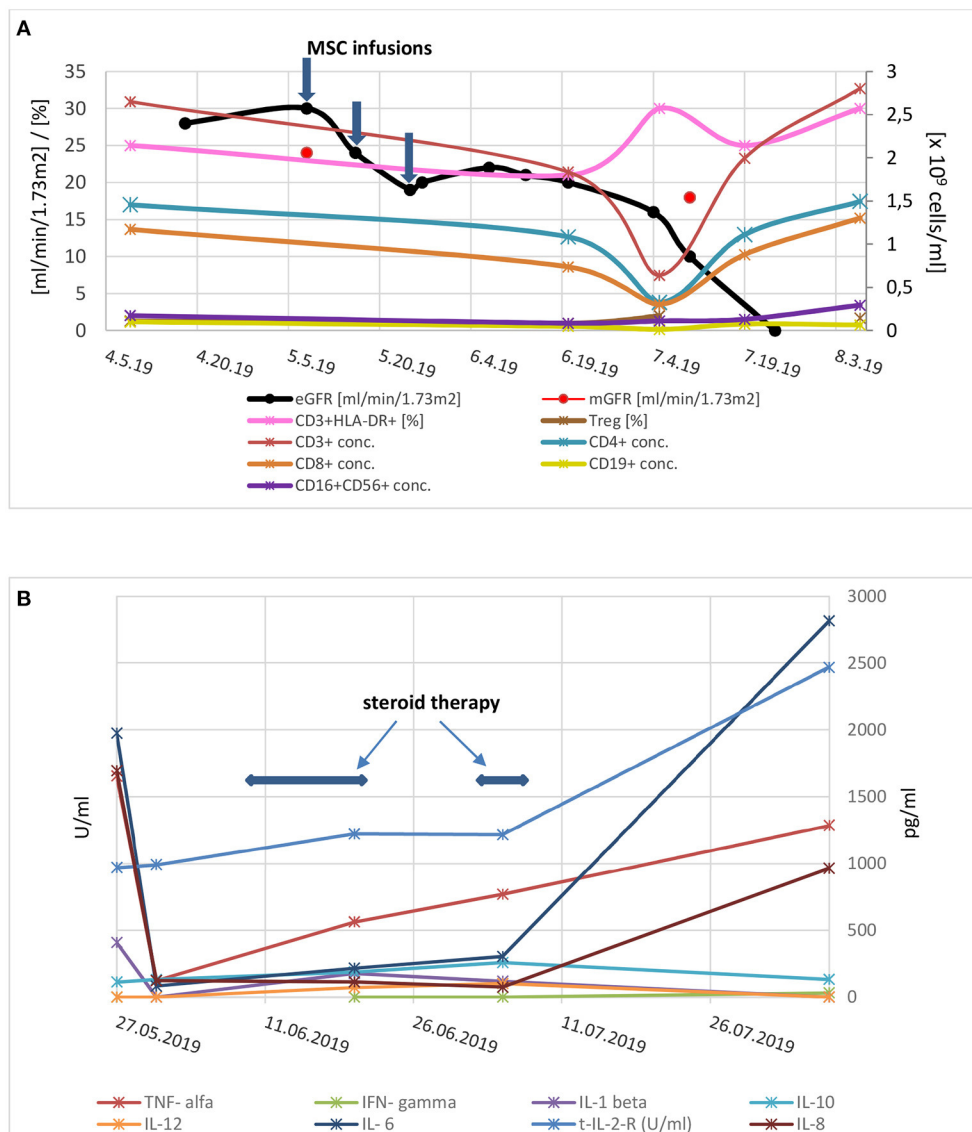 A
MSC infusions
35
30
25
20
15
10
5
0
[ml/min/1.73m2] / [%]
3
2,5
2
1,5
1
0,5
0
[x 10⁹ cells/ml]
4.5.19 4.20.19 5.5.19 5.20.19 6.4.19 6.19.19 7.4.19 7.19.19 8.3.19
eGFR [ml/min/1.73m2] mGFR [ml/min/1.73m2]
CD3+HLA-DR+ [%] Treg [%]
CD3+ conc. CD4+ conc.
CD8+ conc. CD19+ conc.
CD16+CD56+ conc.
B
steroid therapy
U/ml
3000
2500
2000
1500
1000
500
0
pg/ml
27.05.2019 11.06.2019 26.06.2019 11.07.2019 26.07.2019
TNF- alfa IFN- gamma IL-1 beta IL-10
IL-12 IL- 6 t-IL-2-R (U/ml) IL-8